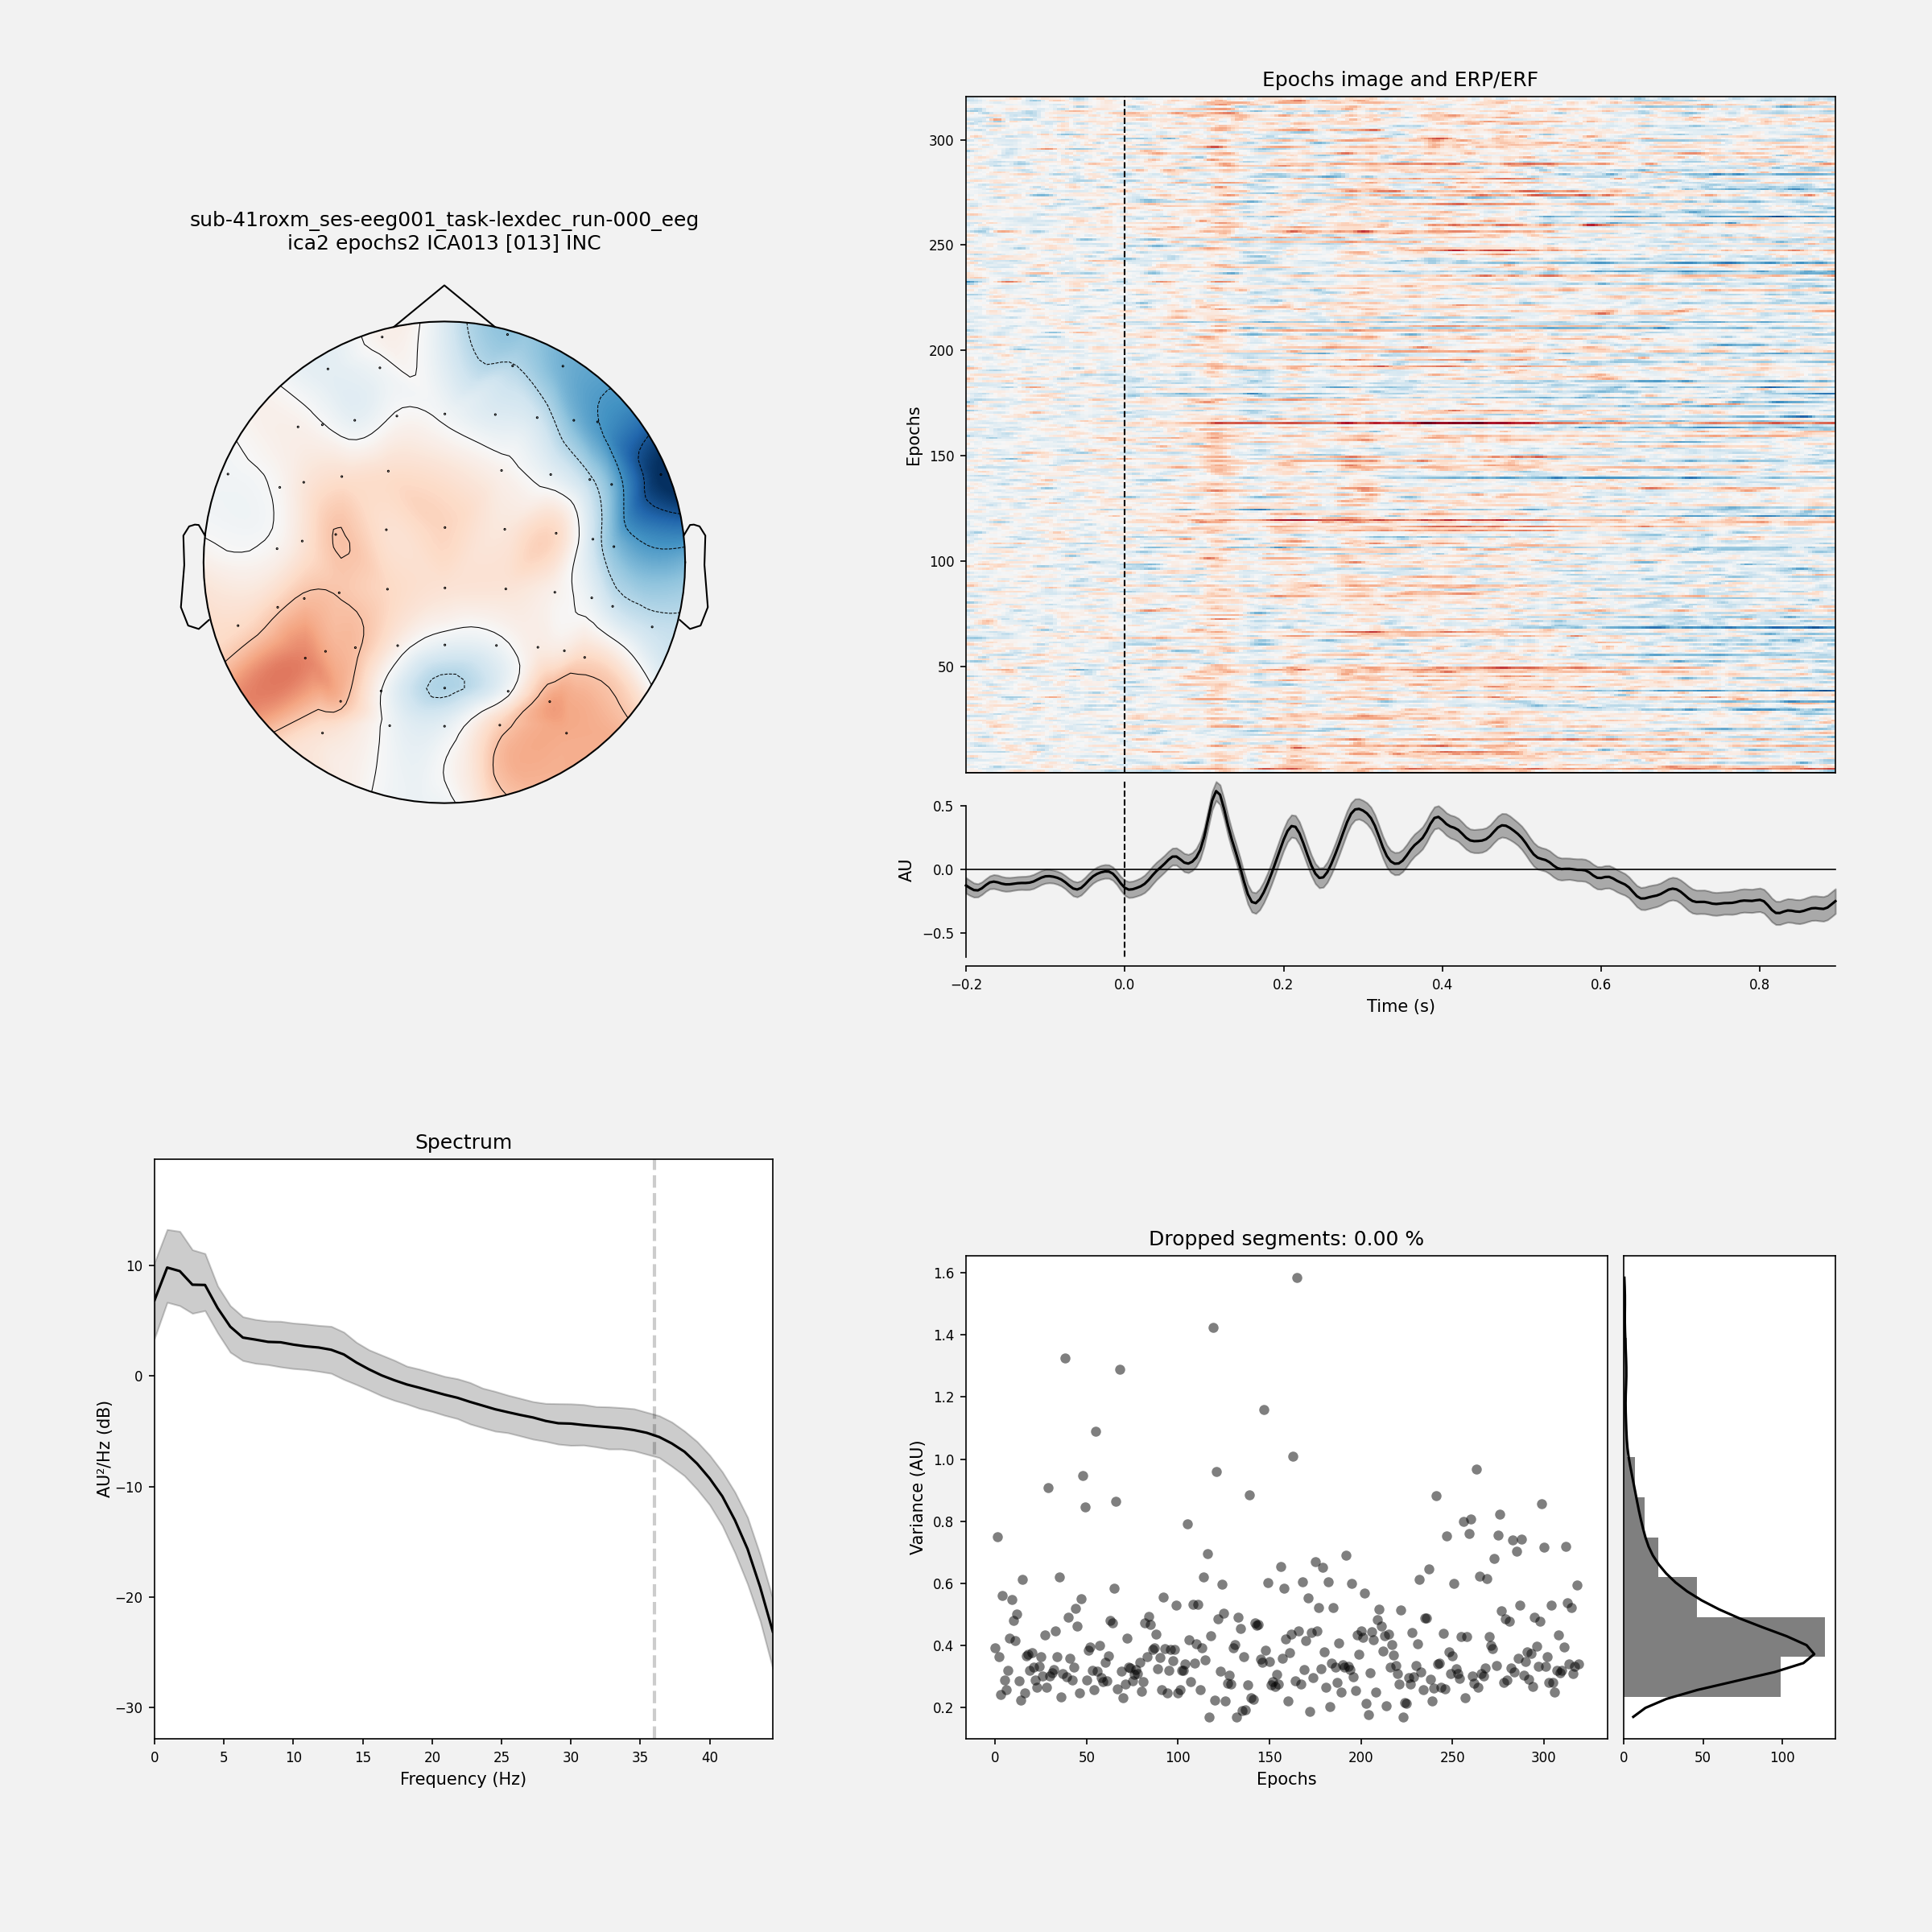 sub-41roxm_ses-eeg001_task-lexdec_run-000_eeg
ica2 epochs2 ICA013 [013] INC
Epochs image and ERP/ERF
Epochs
300
250
200
150
100
50
AU
0.5
0.0
−0.5
−0.2 0.0 0.2 0.4 0.6 0.8
Time (s)
Spectrum
AU²/Hz (dB)
10
0
−10
−20
−30
0 5 10 15 20 25 30 35 40
Frequency (Hz)
Dropped segments: 0.00 %
Variance (AU)
1.6
1.4
1.2
1.0
0.8
0.6
0.4
0.2
0 50 100 150 200 250 300
Epochs
0 50 100